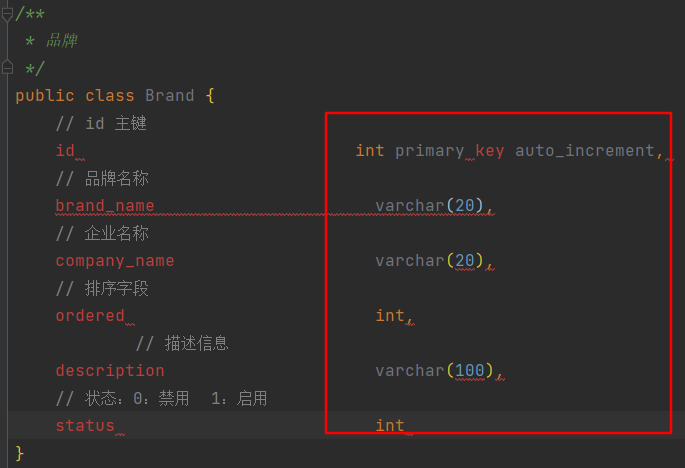 /**
* 品牌
*/
public class Brand {
// id 主键
id int primary key auto_increment,
// 品牌名称
brand_name varchar(20),
// 企业名称
company_name varchar(20),
// 排序字段
ordered int,
// 描述信息
description varchar(100),
// 状态：0：禁用 1：启用
status int
}